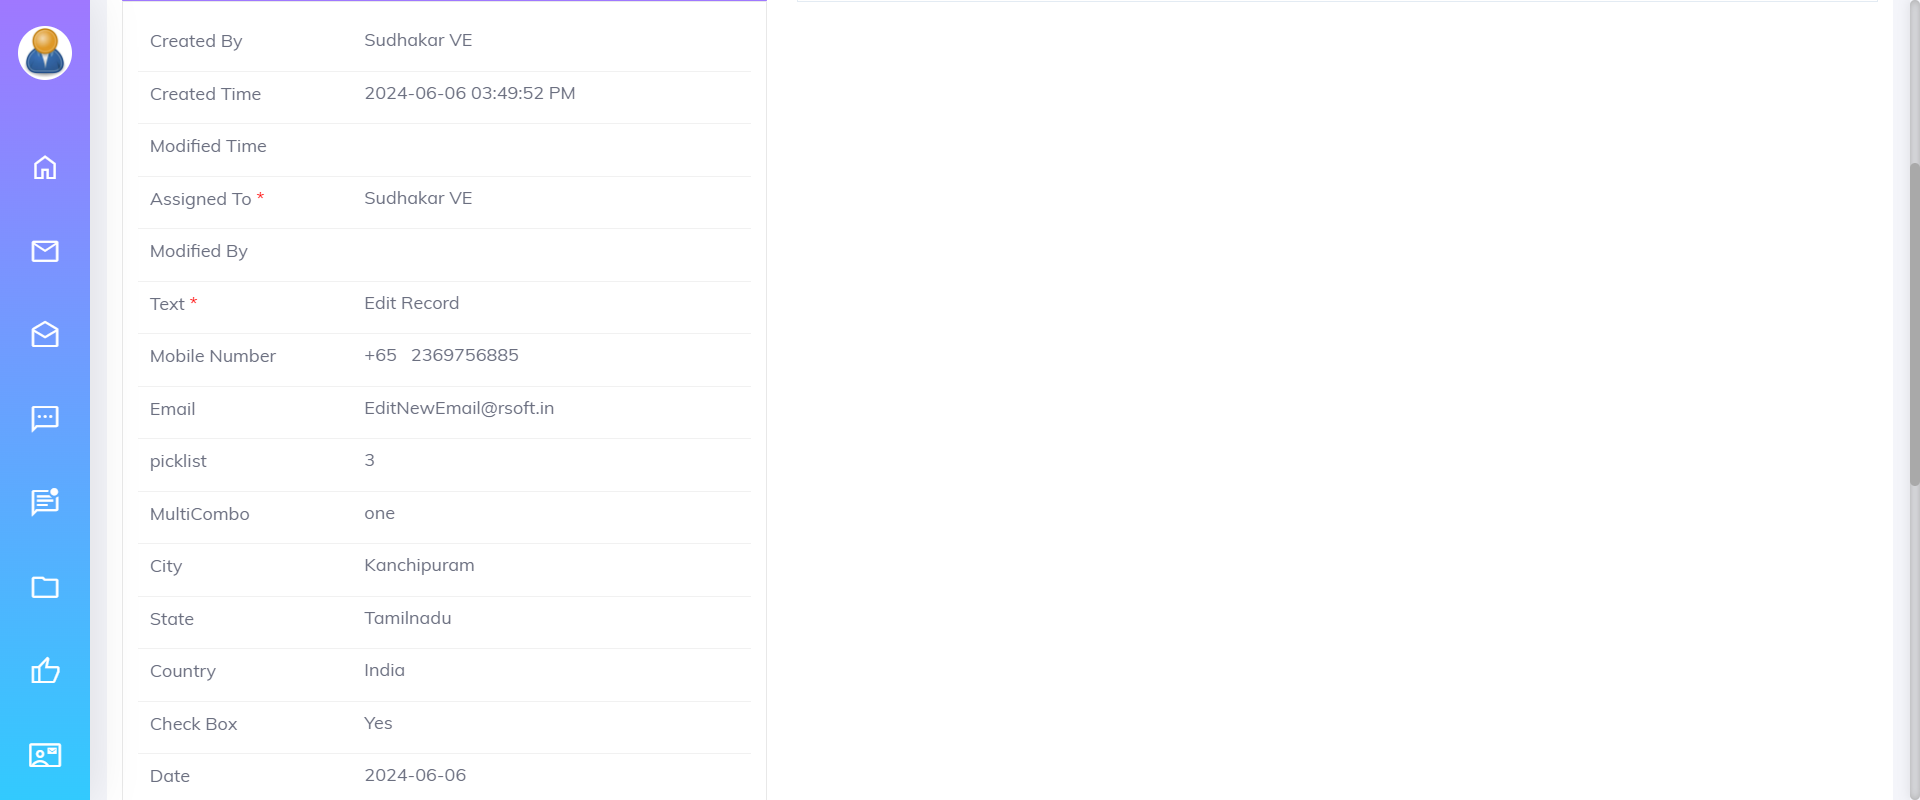 Created By Sudhakar VE
Created Time 2024-06-06 03:49:52 PM
Modified Time
Assigned To * Sudhakar VE
Modified By
Text * Edit Record
Mobile Number +65 2369756885
Email EditNewEmail@rsoft.in
picklist 3
MultiCombo one
City Kanchipuram
State Tamilnadu
Country India
Check Box Yes
Date 2024-06-06